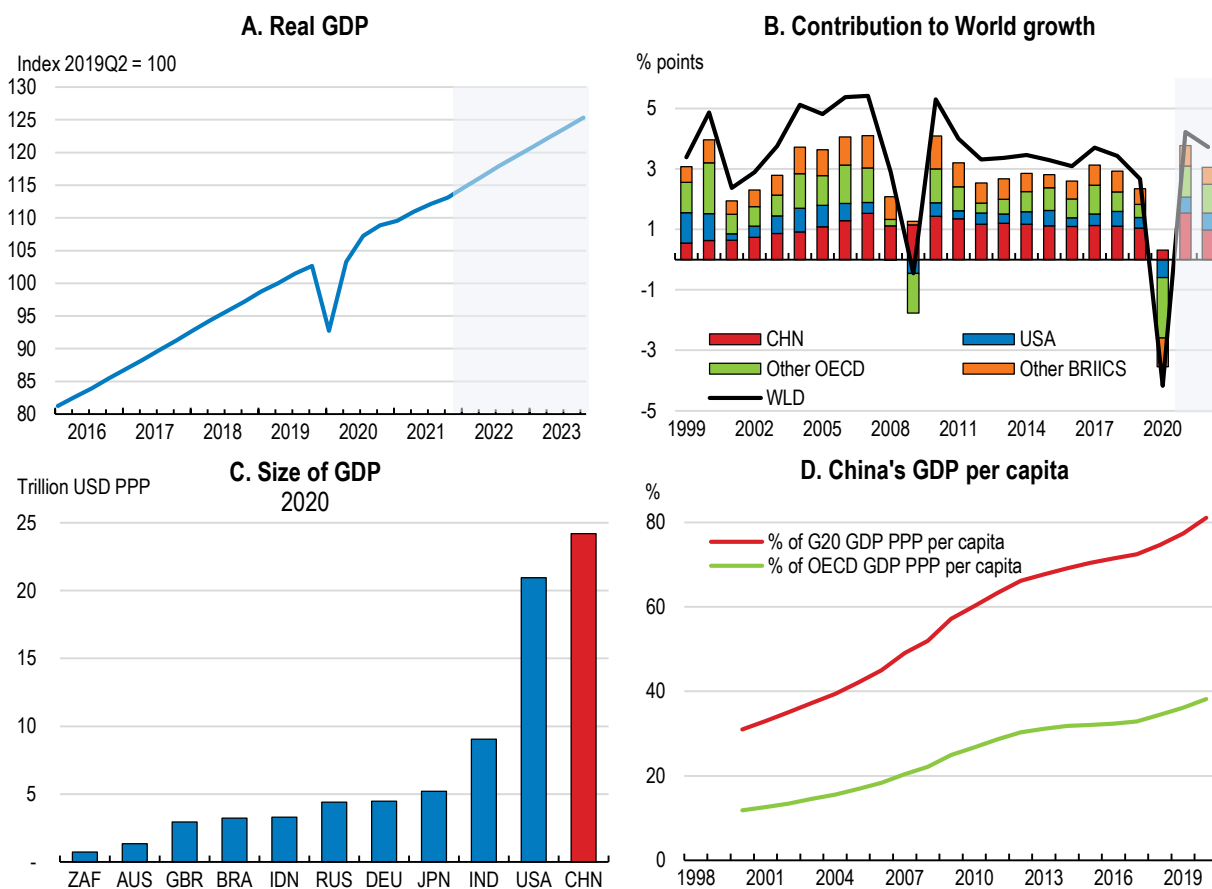 A. Real GDP
Index 2019Q2 = 100
130
125
120
115
110
105
100
95
90
85
80
2016 2017 2018 2019 2020 2021 2022 2023
B. Contribution to World growth
% points
5
3
1
-1
-3
-5
CHN USA
Other OECD Other BRIICS
WLD
1999 2002 2005 2008 2011 2014 2017 2020
C. Size of GDP
2020
Trillion USD PPP
25
20
15
10
5
-
ZAF AUS GBR BRA IDN RUS DEU JPN IND USA CHN
D. China's GDP per capita
%
80
60
40
20
0
% of G20 GDP PPP per capita
% of OECD GDP PPP per capita
1998 2001 2004 2007 2010 2013 2016 2019